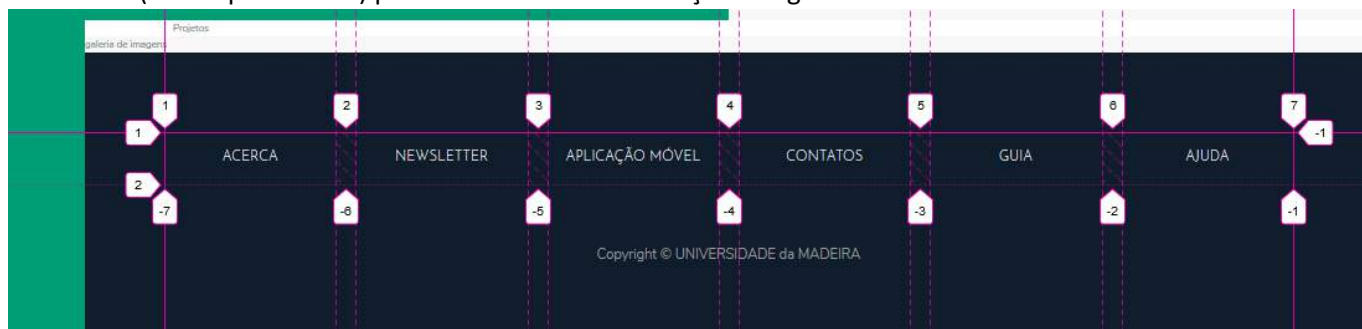 Projetos
galeria de imagens
1 2 3 4 5 6 7
1 -1
ACERCA NEWSLETTER APLICAÇÃO MÓVEL CONTATOS GUIA AJUDA
2
-7 -6 -5 -4 -3 -2 -1
Copyright © UNIVERSIDADE da MADEIRA